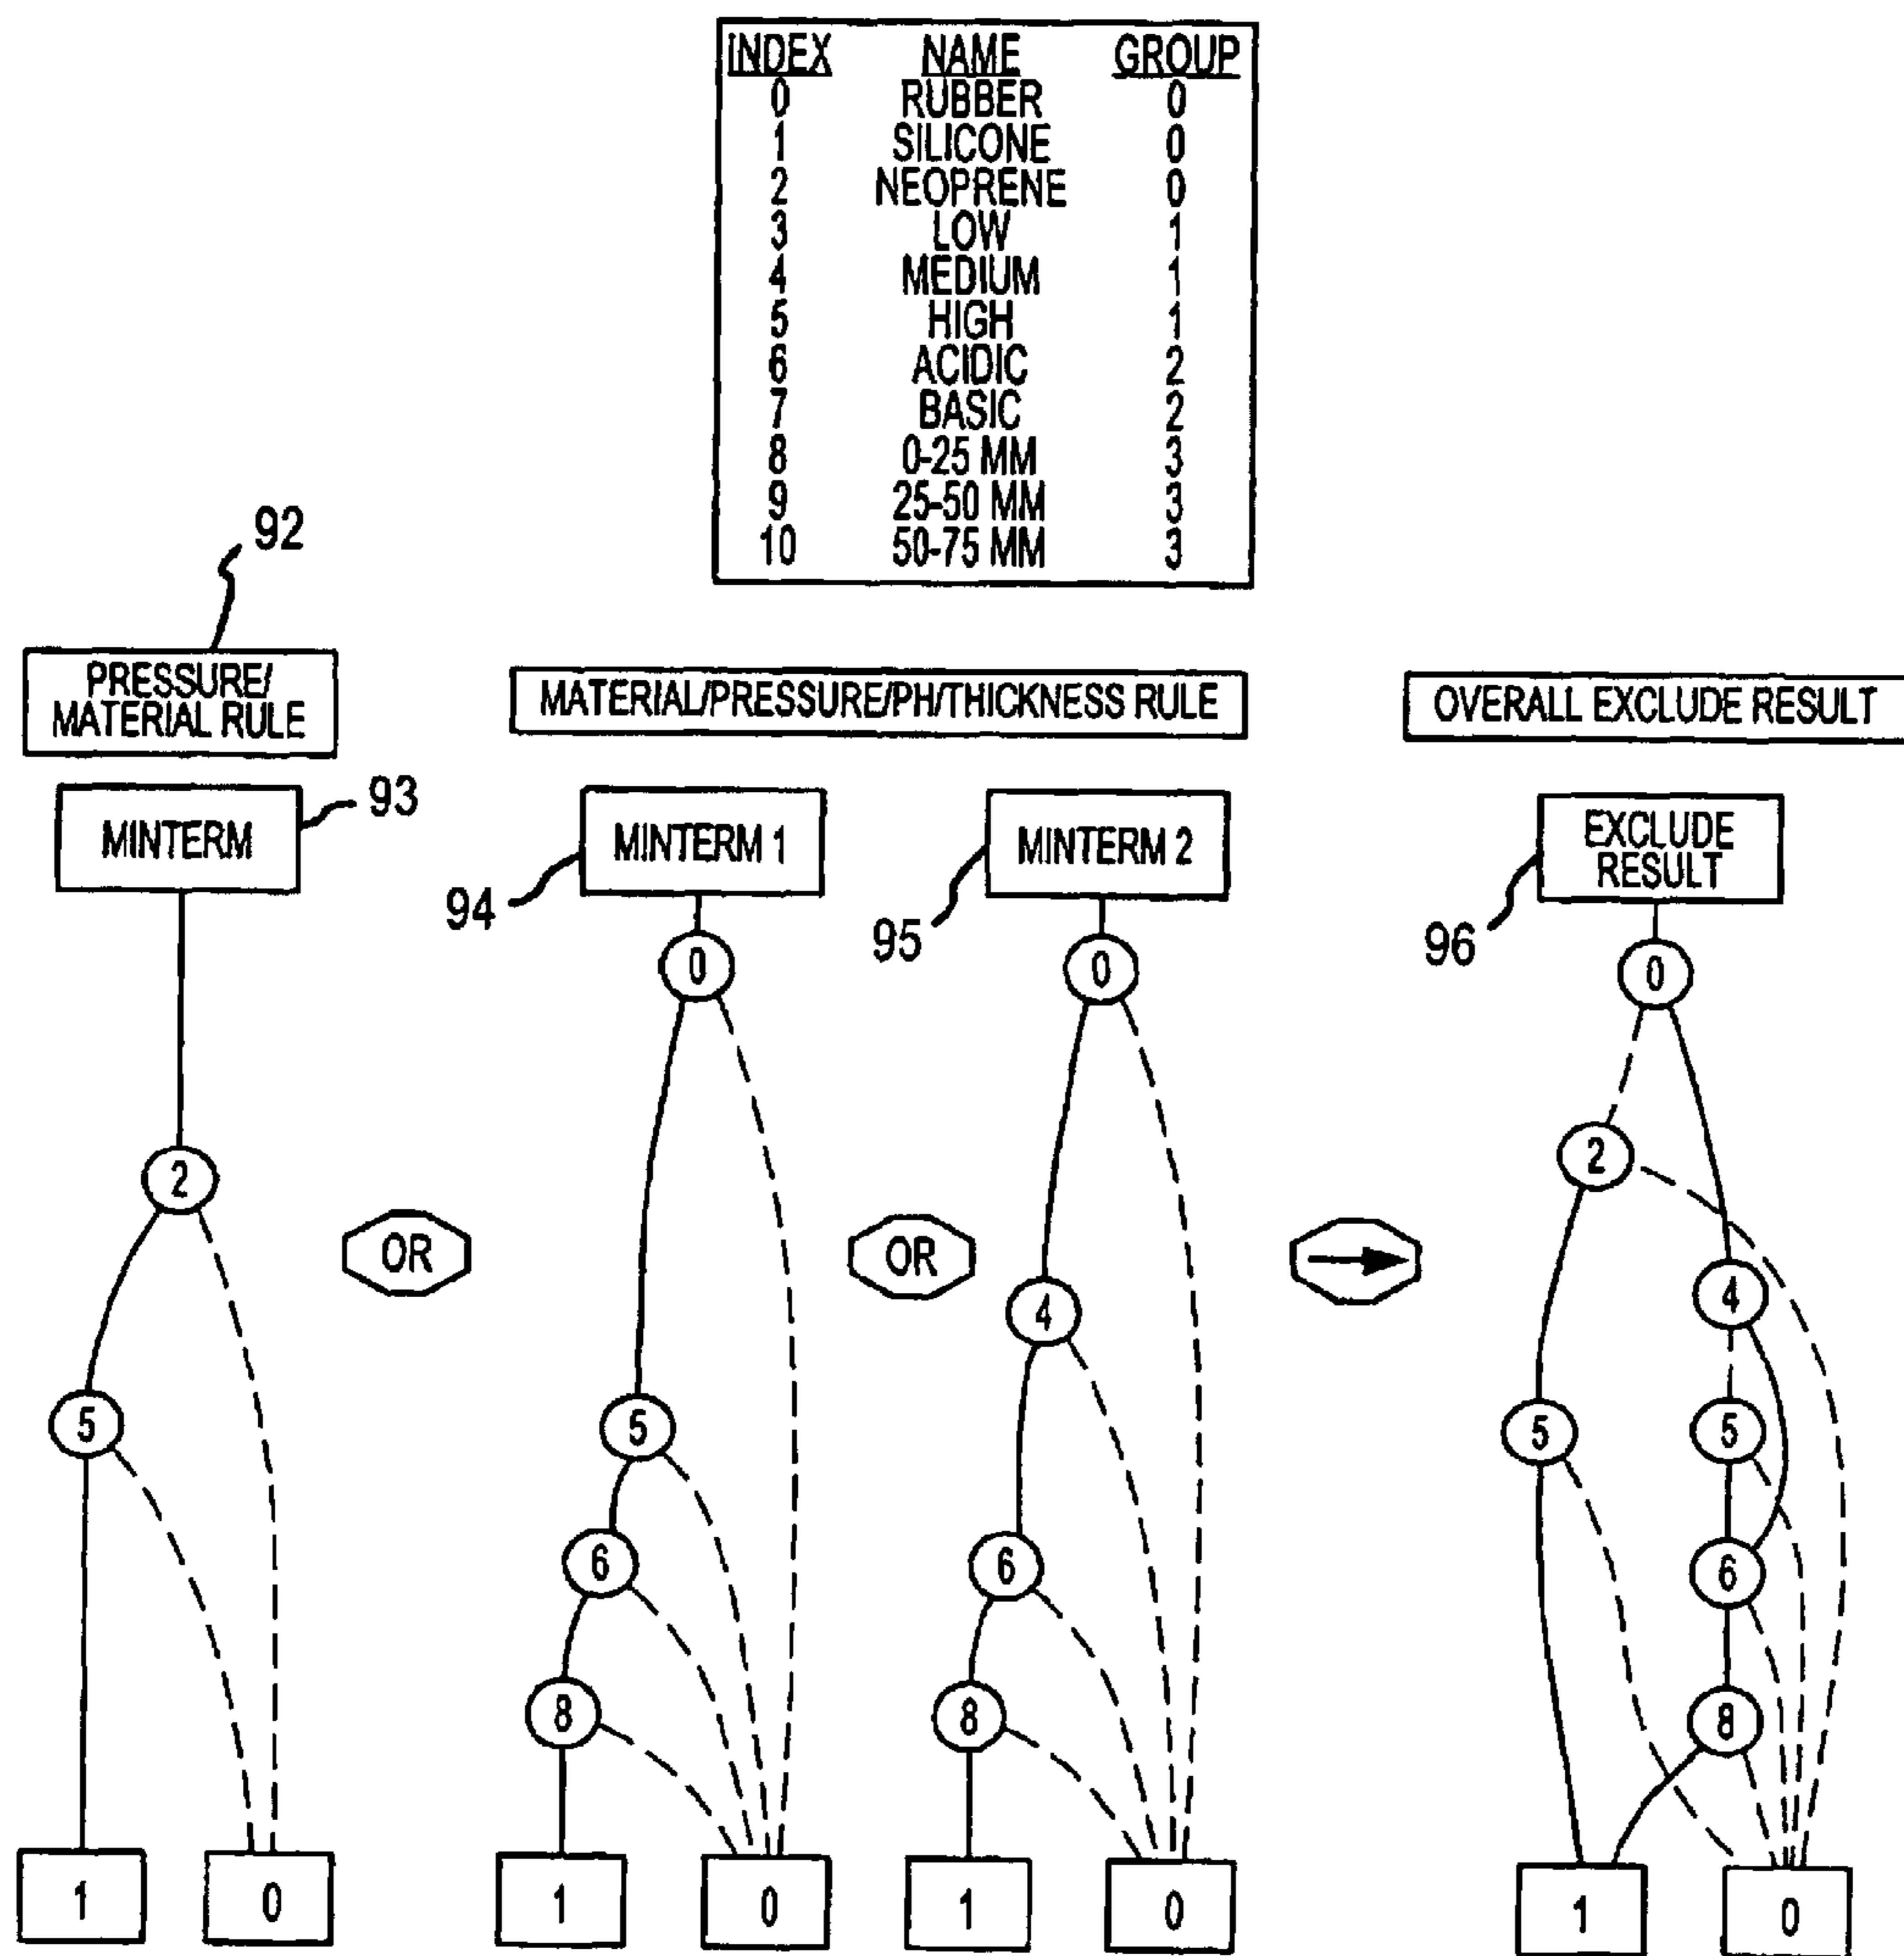 INDEX NAME GROUP
0 RUBBER 0
1 SILICONE 0
2 NEOPRENE 0
3 LOW 1
4 MEDIUM 1
5 HIGH 1
6 ACIDIC 2
7 BASIC 2
8 0-25 MM 3
9 25-50 MM 3
10 50-75 MM 3
92
PRESSURE/
MATERIAL RULE
MATERIAL/PRESSURE/PH/THICKNESS RULE
OVERALL EXCLUDE RESULT
MINTERM
93
MINTERM 1
94
MINTERM 2
95
EXCLUDE
RESULT
96
0
0
0
2
2
OR
OR
4
4
5
5
5
5
6
6
6
8
8
8
1
0
1
0
1
0
1
0